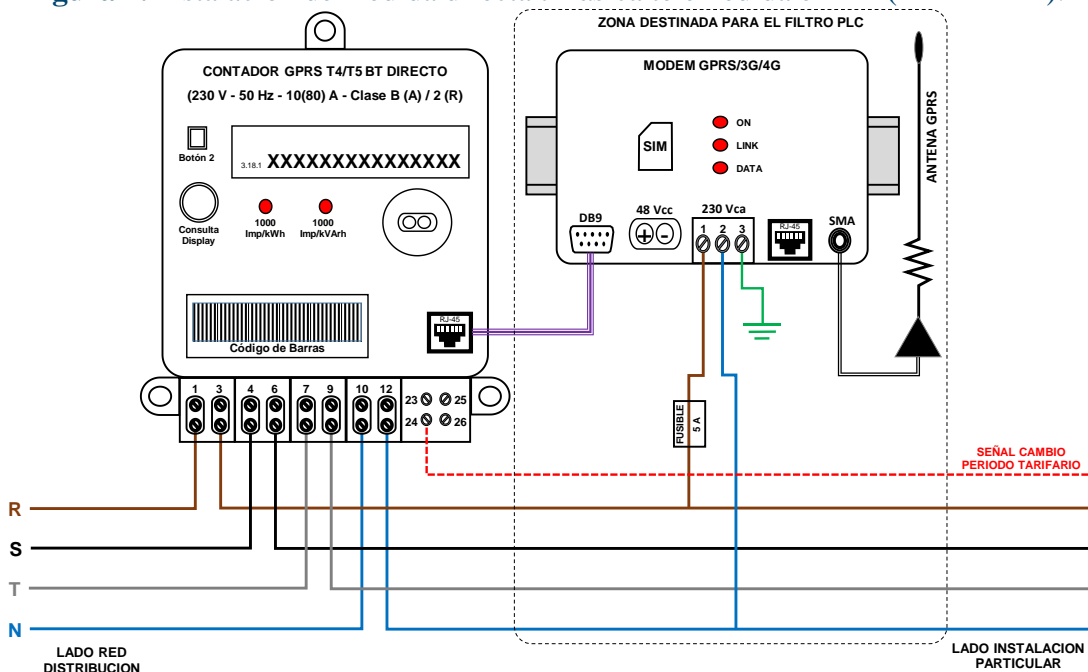 ZONA DESTINADA PARA EL FILTRO PLC
CONTADOR GPRS T4/T5 BT DIRECTO
(230 V - 50 Hz - 10(80) A - Clase B (A) / 2 (R)
Botón 2
3.18.1 XXXXXXXXXXXXXXX
Consulta
Display
1000
Imp/kWh
1000
Imp/kVArh
RJ-45
Código de Barras
1 3 4 6 7 9 10 12
23 25
24 26
MODEM GPRS/3G/4G
SIM
ON
LINK
DATA
DB9
48 Vcc
230 Vca
1 2 3
RJ-45
SMA
ANTENA GPRS
FUSIBLE
5 A
SEÑAL CAMBIO
PERIODO TARIFARIO
R
S
T
N
LADO RED
DISTRIBUCION
LADO INSTALACION
PARTICULAR